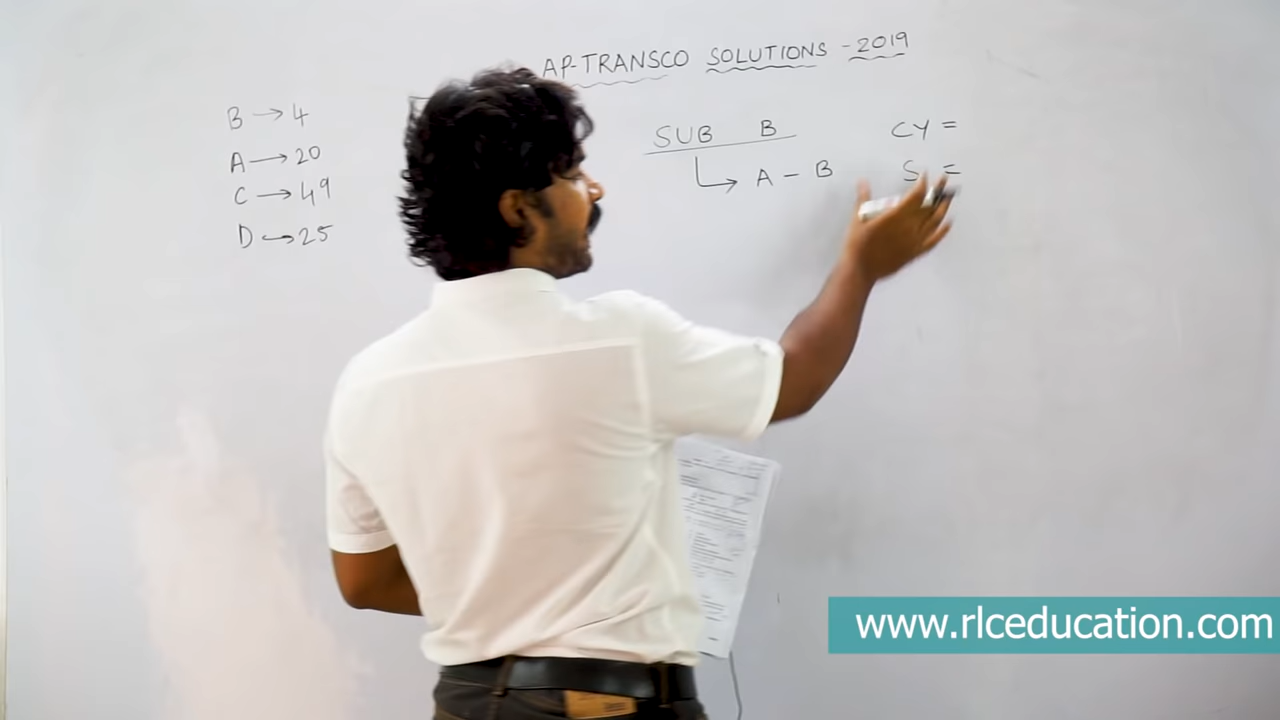 AP-TRANSCO SOLUTIONS - 2019
B → 4
A → 20
C → 49
D → 25
SUB B
↳ A - B
CY =
S =
www.rlceducation.com